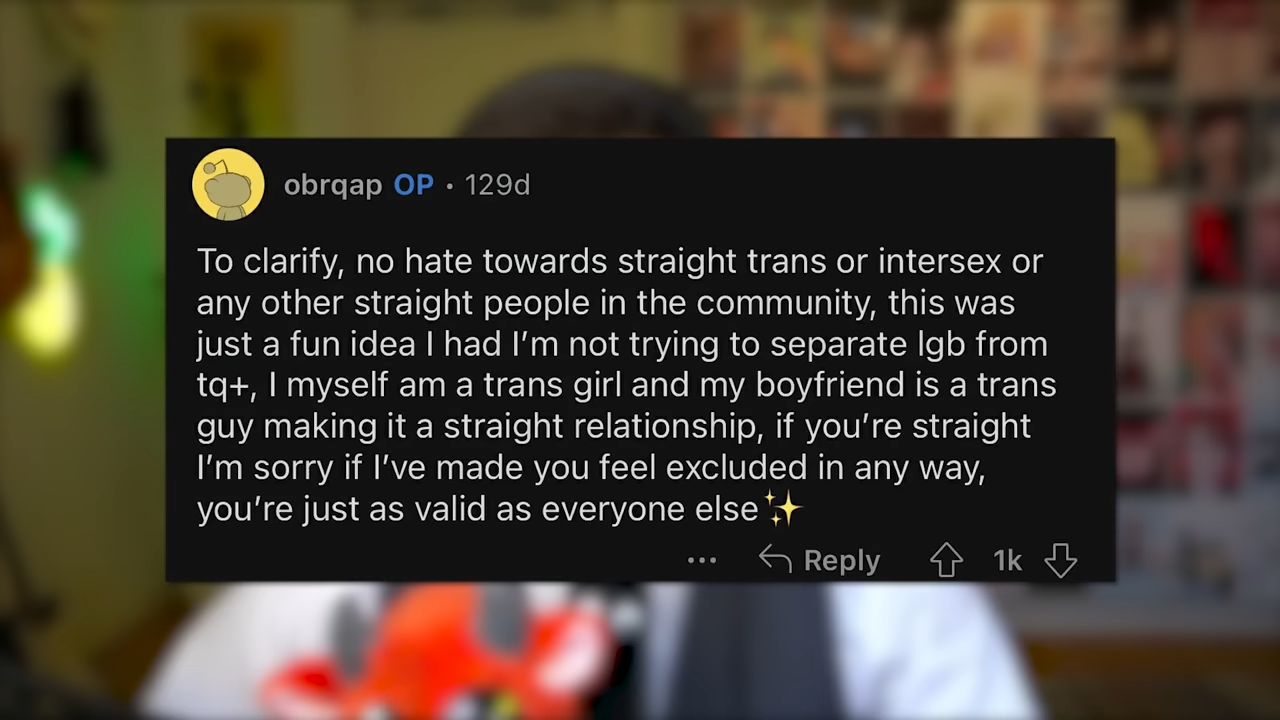 obrqap OP · 129d
To clarify, no hate towards straight trans or intersex or
any other straight people in the community, this was
just a fun idea I had I’m not trying to separate lgb from
tq+, I myself am a trans girl and my boyfriend is a trans
guy making it a straight relationship, if you’re straight
I’m sorry if I’ve made you feel excluded in any way,
you’re just as valid as everyone else✨
... Reply 1k